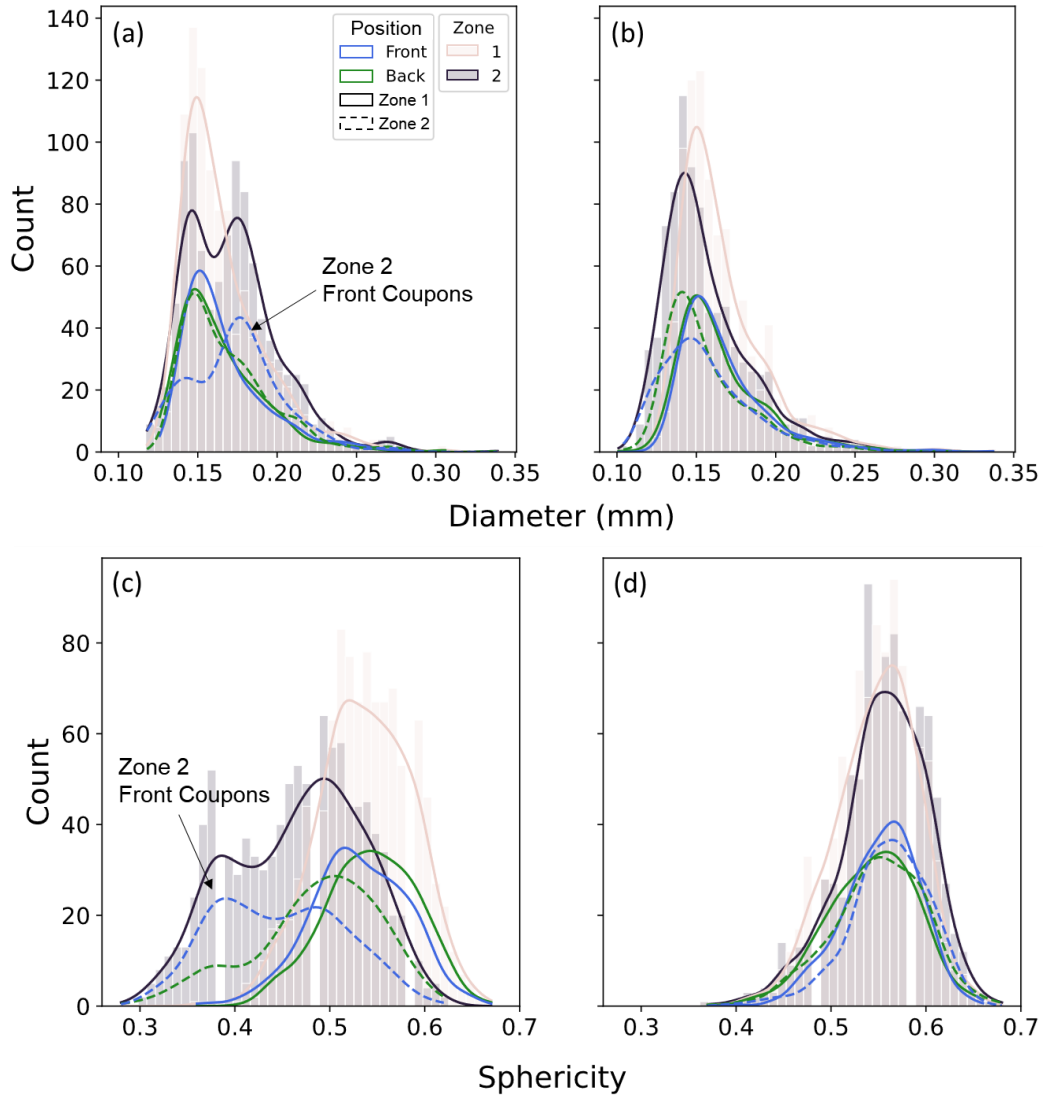 (a)
Position
Front
Back
Zone 1
Zone 2
Zone
1
2
Zone 2
Front Coupons
140
120
100
80
60
40
20
0
Count
0.10
0.15
0.20
0.25
0.30
0.35
(b)
0.10
0.15
0.20
0.25
0.30
0.35
Diameter (mm)
(c)
Zone 2
Front Coupons
80
60
40
20
0
Count
0.3
0.4
0.5
0.6
0.7
(d)
0.3
0.4
0.5
0.6
0.7
Sphericity